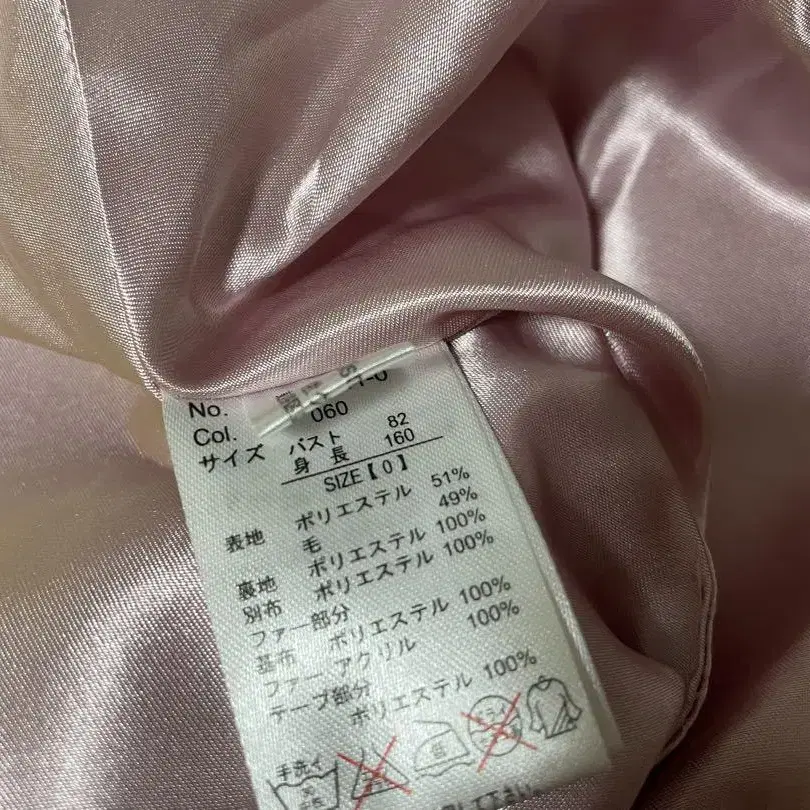 No.
Col. 060
サイズ バスト 82
身長 160
SIZE【0】
表地 ポリエステル 51%
毛 49%
裏地 ポリエステル 100%
別布 ポリエステル 100%
ファー部分
基布 ポリエステル 100%
ファー アクリル 100%
テープ部分
ポリエステル 100%
手洗イ